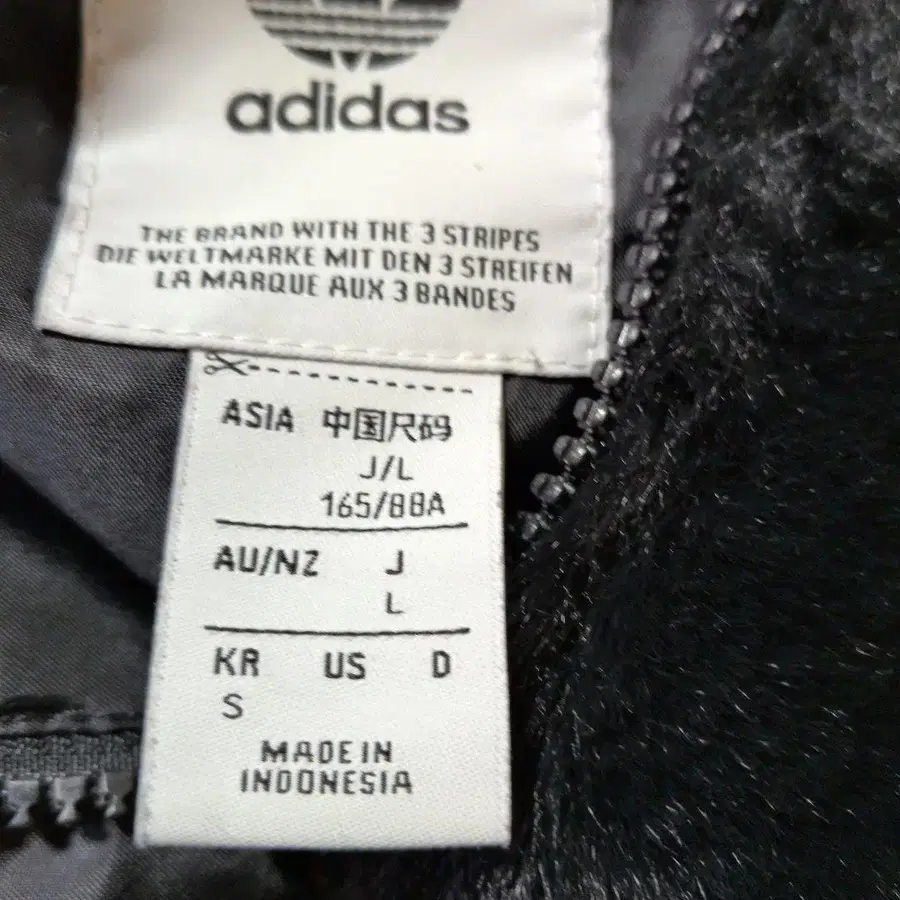 adidas
THE BRAND WITH THE 3 STRIPES
DIE WELTMARKE MIT DEN 3 STREIFEN
LA MARQUE AUX 3 BANDES
ASIA 中国尺码
J/L
165/88A
AU/NZ J
L
KR US D
S
MADE IN
INDONESIA